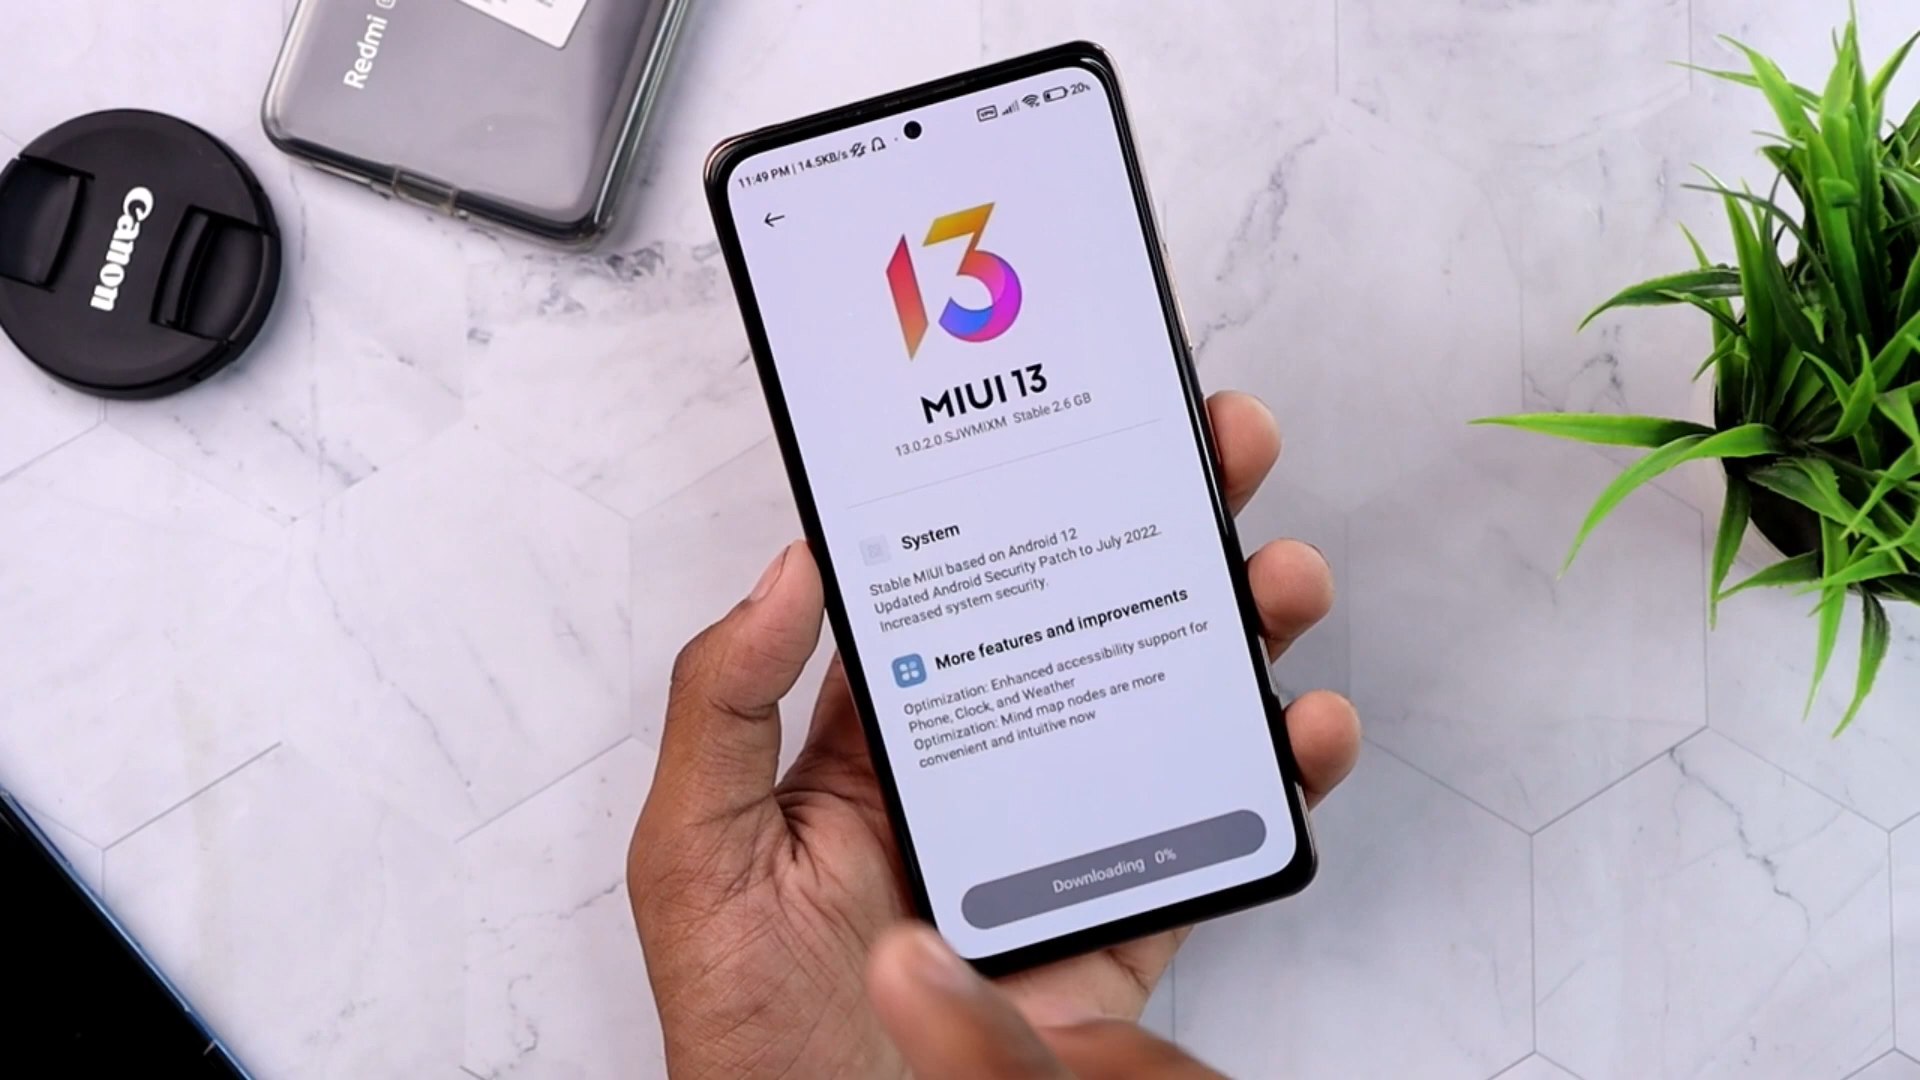 Redmi
Canon
11:49 PM | 14.5KB/s
VPN
20%
13
MIUI 13
13.0.2.0.SJWMIXM Stable 2.6 GB
System
Stable MIUI based on Android 12
Updated Android Security Patch to July 2022.
Increased system security.
More features and improvements
Optimization: Enhanced accessibility support for
Phone, Clock, and Weather
Optimization: Mind map nodes are more
convenient and intuitive now
Downloading 0%